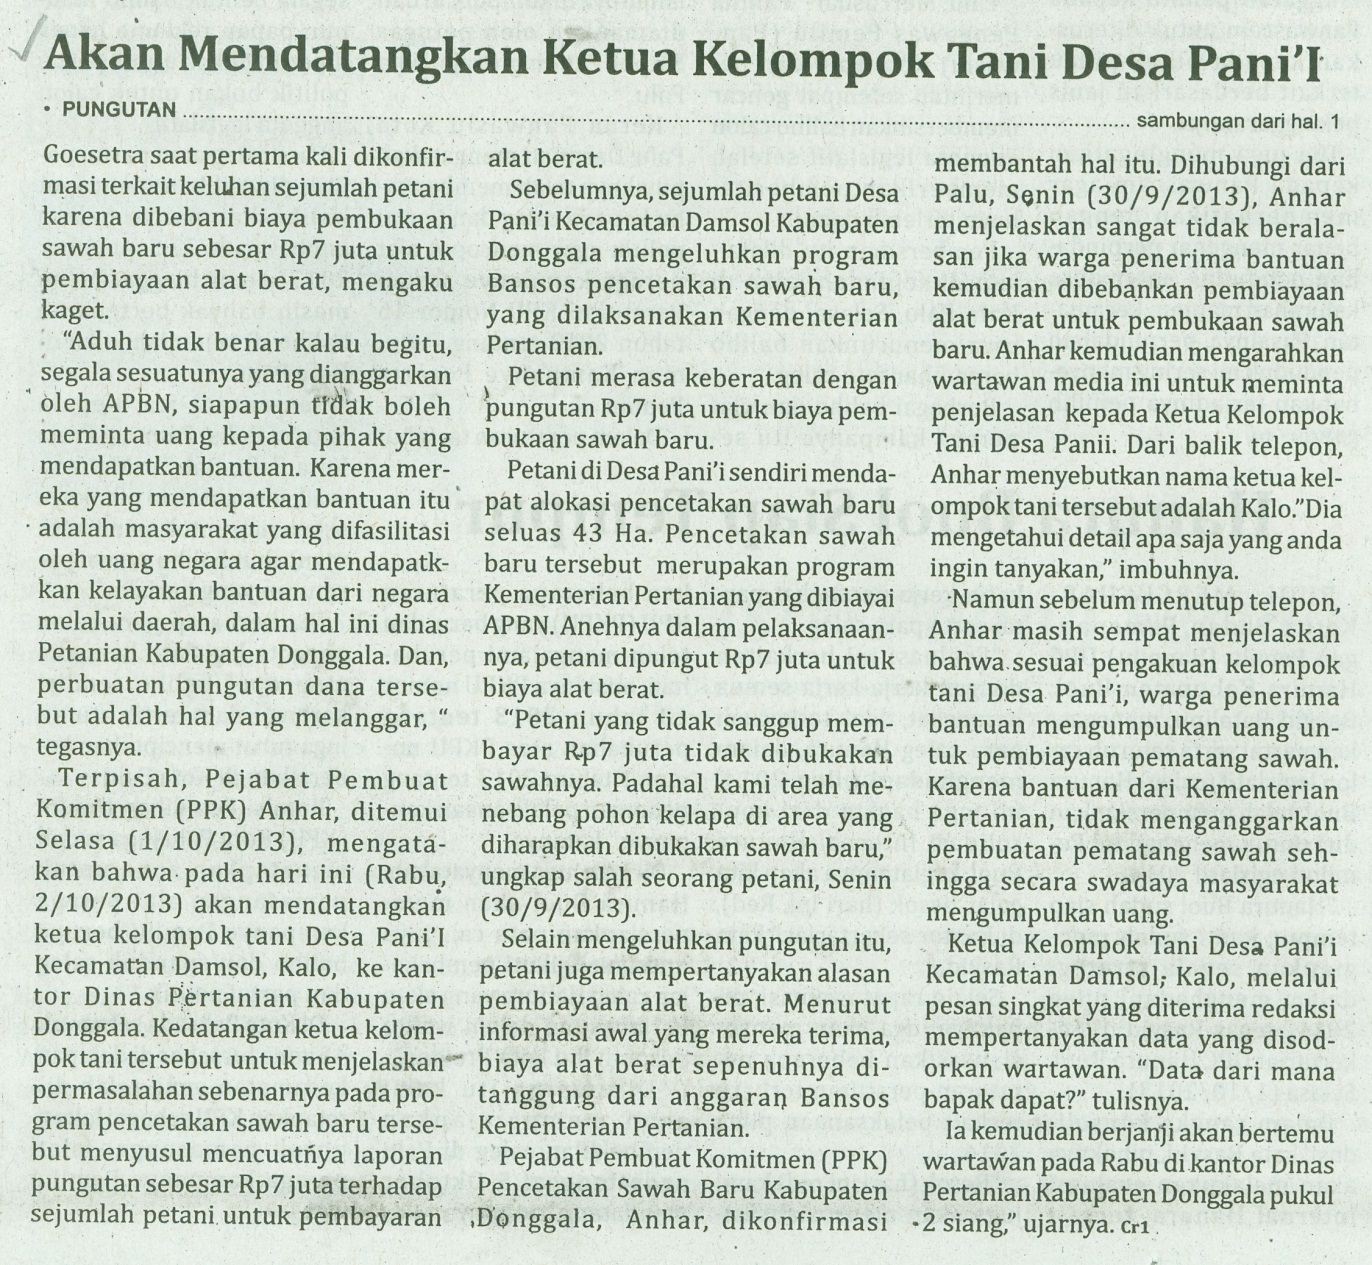 Akan Mendatangkan Ketua Kelompok Tani Desa Pani'I
• PUNGUTAN ........ sambungan dari hal. 1
Goesetra saat pertama kali dikonfir-
masi terkait keluhan sejumlah petani
karena dibebani biaya pembukaan
sawah baru sebesar Rp7 juta untuk
pembiayaan alat berat, mengaku
kaget.
"Aduh tidak benar kalau begitu,
segala sesuatunya yang dianggarkan
oleh APBN, siapapun tidak boleh
meminta uang kepada pihak yang
mendapatkan bantuan. Karena mer-
eka yang mendapatkan bantuan itu
adalah masyarakat yang difasilitasi
oleh uang negara agar mendapatk-
kan kelayakan bantuan dari negara
melalui daerah, dalam hal ini dinas
Petanian Kabupaten Donggala. Dan,
perbuatan pungutan dana terse-
but adalah hal yang melanggar, "
tegasnya.
Terpisah, Pejabat Pembuat
Komitmen (PPK) Anhar, ditemui
Selasa (1/10/2013), mengata-
kan bahwa pada hari ini (Rabu,
2/10/2013) akan mendatangkan
ketua kelompok tani Desa Pani'I
Kecamatan Damsol, Kalo, ke kan-
tor Dinas Pertanian Kabupaten
Donggala. Kedatangan ketua kelom-
pok tani tersebut untuk menjelaskan
permasalahan sebenarnya pada pro-
gram pencetakan sawah baru terse-
but menyusul mencuatnya laporan
pungutan sebesar Rp7 juta terhadap
sejumlah petani untuk pembayaran
alat berat.
Sebelumnya, sejumlah petani Desa
Pani'i Kecamatan Damsol Kabupaten
Donggala mengeluhkan program
Bansos pencetakan sawah baru,
yang dilaksanakan Kementerian
Pertanian.
Petani merasa keberatan dengan
pungutan Rp7 juta untuk biaya pem-
bukaan sawah baru.
Petani di Desa Pani'i sendiri menda-
pat alokasi pencetakan sawah baru
seluas 43 Ha. Pencetakan sawah
baru tersebut merupakan program
Kementerian Pertanian yang dibiayai
APBN. Anehnya dalam pelaksanaan-
nya, petani dipungut Rp7 juta untuk
biaya alat berat.
"Petani yang tidak sanggup mem-
bayar Rp7 juta tidak dibukakan
sawahnya. Padahal kami telah me-
nebang pohon kelapa di area yang
diharapkan dibukakan sawah baru,"
ungkap salah seorang petani, Senin
(30/9/2013).
Selain mengeluhkan pungutan itu,
petani juga mempertanyakan alasan
pembiayaan alat berat. Menurut
informasi awal yang mereka terima,
biaya alat berat sepenuhnya di-
tanggung dari anggaran Bansos
Kementerian Pertanian.
Pejabat Pembuat Komitmen (PPK)
Pencetakan Sawah Baru Kabupaten
Donggala, Anhar, dikonfirmasi
membantah hal itu. Dihubungi dari
Palu, Senin (30/9/2013), Anhar
menjelaskan sangat tidak berala-
san jika warga penerima bantuan
kemudian dibebankan pembiayaan
alat berat untuk pembukaan sawah
baru. Anhar kemudian mengarahkan
wartawan media ini untuk meminta
penjelasan kepada Ketua Kelompok
Tani Desa Panii. Dari balik telepon,
Anhar menyebutkan nama ketua kel-
ompok tani tersebut adalah Kalo."Dia
mengetahui detail apa saja yang anda
ingin tanyakan," imbuhnya.
Namun sebelum menutup telepon,
Anhar masih sempat menjelaskan
bahwa sesuai pengakuan kelompok
tani Desa Pani'i, warga penerima
bantuan mengumpulkan uang un-
tuk pembiayaan pematang sawah.
Karena bantuan dari Kementerian
Pertanian, tidak menganggarkan
pembuatan pematang sawah seh-
ingga secara swadaya masyarakat
mengumpulkan uang.
Ketua Kelompok Tani Desa Pani'i
Kecamatan Damsol, Kalo, melalui
pesan singkat yang diterima redaksi
mempertanyakan data yang disod-
orkan wartawan. "Data dari mana
bapak dapat?" tulisnya.
Ia kemudian berjanji akan bertemu
wartawan pada Rabu di kantor Dinas
Pertanian Kabupaten Donggala pukul
2 siang," ujarnya. Cr1